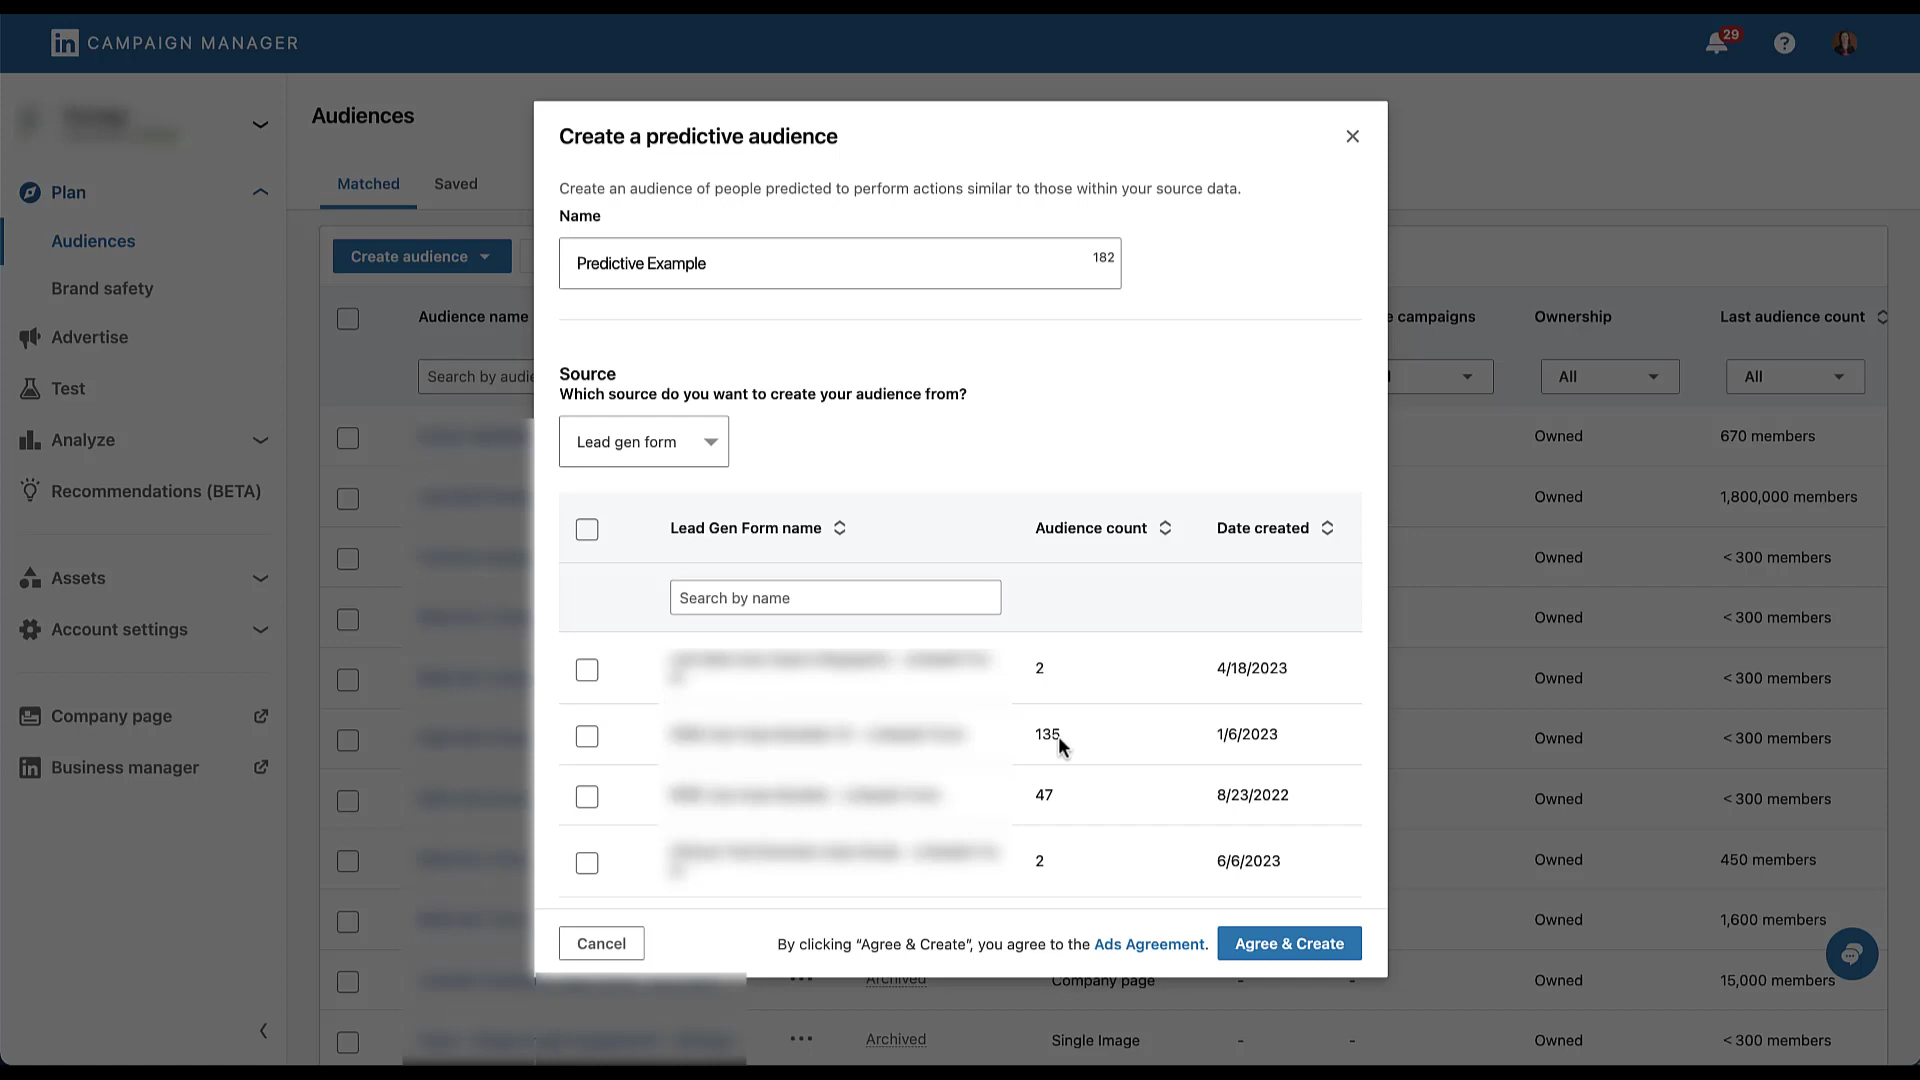 in CAMPAIGN MANAGER
29
Audiences
Plan
Audiences
Brand safety
Advertise
Test
Analyze
Recommendations (BETA)
Assets
Account settings
Company page
Business manager
Matched Saved
Create audience
Audience name
campaigns Ownership Last audience count
Search by
All All
Owned 670 members
Owned 1,800,000 members
Owned < 300 members
Owned < 300 members
Owned < 300 members
Owned < 300 members
Owned < 300 members
Owned 450 members
Owned 1,600 members
Archived Company page - - Owned 15,000 members
Archived Single Image - - Owned < 300 members
Create a predictive audience
Create an audience of people predicted to perform actions similar to those within your source data.
Name
Predictive Example 182
Source
Which source do you want to create your audience from?
Lead gen form
Lead Gen Form name Audience count Date created
Search by name
2 4/18/2023
135 1/6/2023
47 8/23/2022
2 6/6/2023
Cancel By clicking “Agree & Create”, you agree to the Ads Agreement. Agree & Create